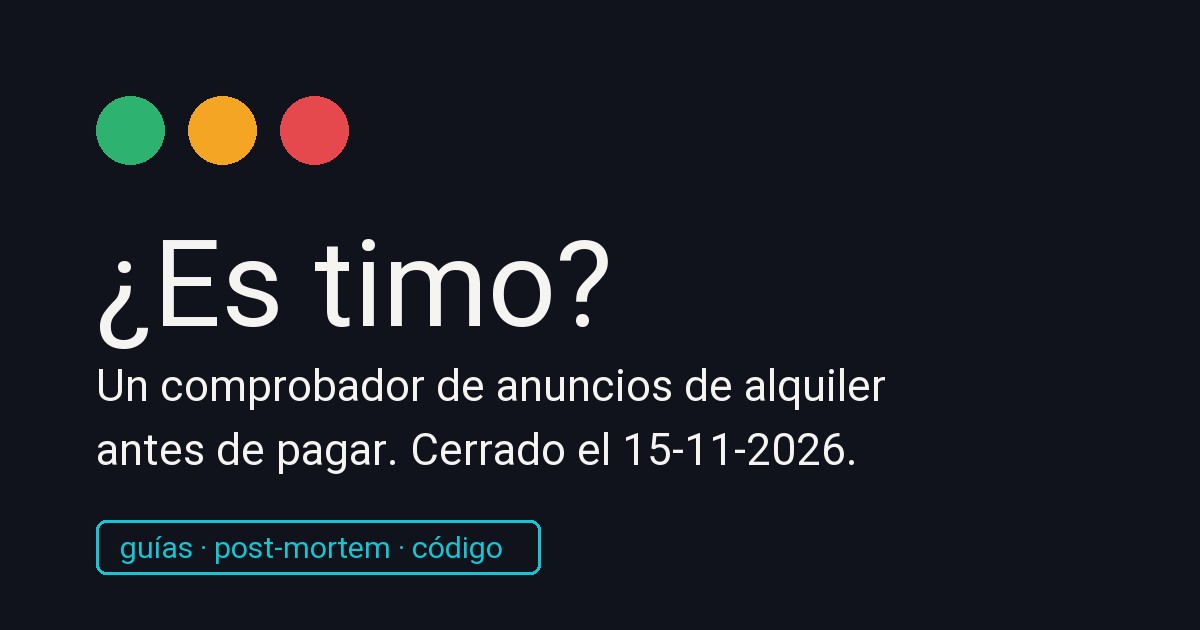 ¿Es timo?
Un comprobador de anuncios de alquiler
antes de pagar. Cerrado el 15-11-2026.
guías · post-mortem · código